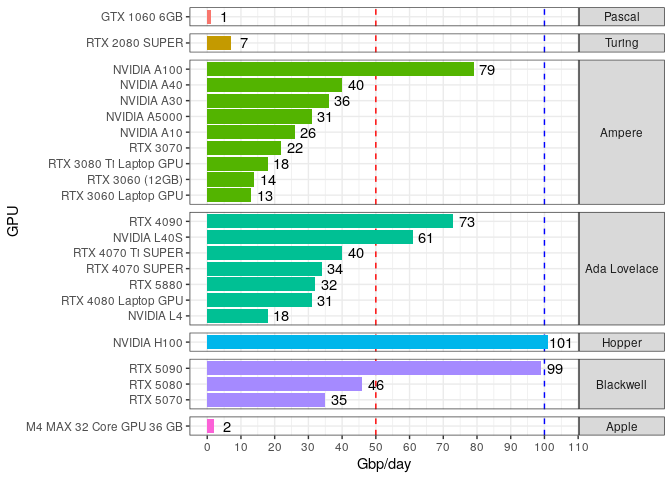 GTX 1060 6GB 1 Pascal
RTX 2080 SUPER 7 Turing
NVIDIA A100 79
NVIDIA A40 40
NVIDIA A30 36
NVIDIA A5000 31
NVIDIA A10 26
RTX 3070 22
RTX 3080 TI Laptop GPU 18
RTX 3060 (12GB) 14
RTX 3060 Laptop GPU 13
Ampere
RTX 4090 73
NVIDIA L40S 61
RTX 4070 TI SUPER 40
RTX 4070 SUPER 34
RTX 5880 32
RTX 4080 Laptop GPU 31
NVIDIA L4 18
Ada Lovelace
NVIDIA H100 101 Hopper
RTX 5090 99
RTX 5080 46
RTX 5070 35
Blackwell
M4 MAX 32 Core GPU 36 GB 2 Apple
0 10 20 30 40 50 60 70 80 90 100 110
Gbp/day
GPU